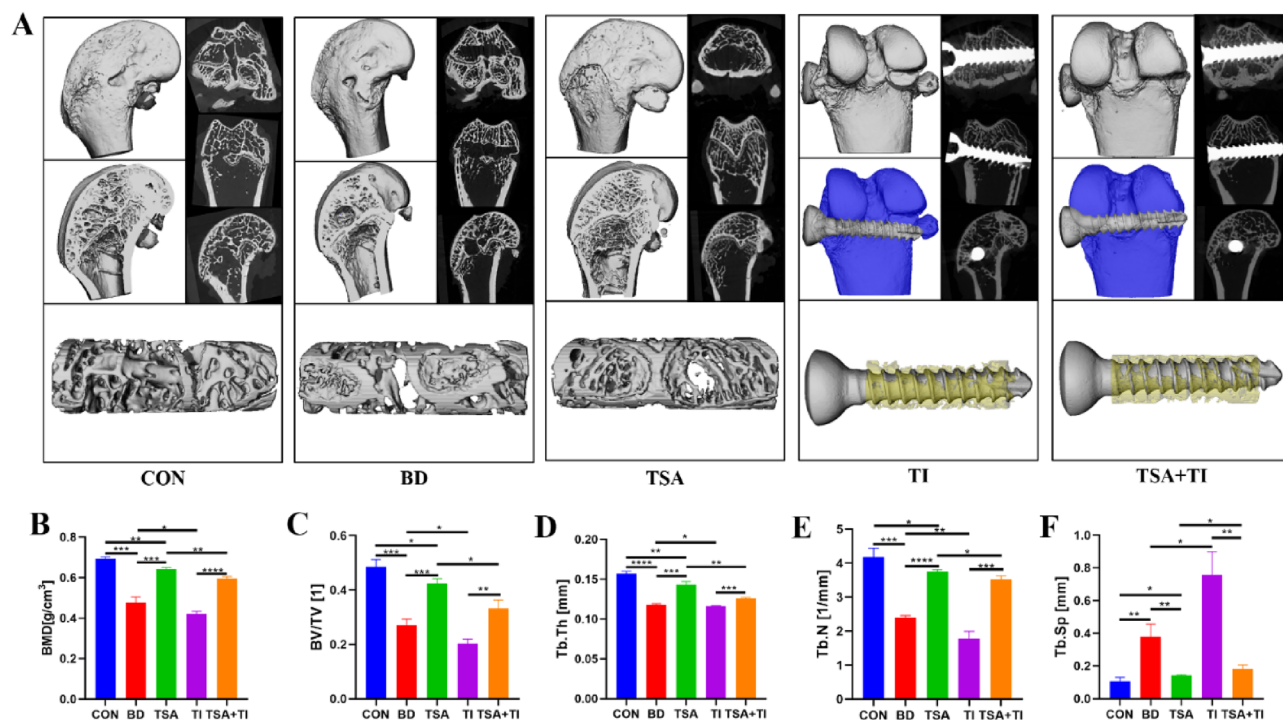 A
CON
BD
TSA
TI
TSA+TI
B
BMD[g/cm3]
0.8
0.6
0.4
0.2
0.0
*
**
**
***
***
****
CON
BD
TSA
TI
TSA+TI
C
BV/TV [1]
0.6
0.4
0.2
0.0
*
*
*
***
***
**
CON
BD
TSA
TI
TSA+TI
D
Tb.Th [mm]
0.20
0.15
0.10
0.05
0.00
*
**
**
****
***
***
CON
BD
TSA
TI
TSA+TI
E
Tb.N [1/mm]
5
4
3
2
1
0
*
**
***
*
****
***
CON
BD
TSA
TI
TSA+TI
F
Tb.Sp [mm]
1.0
0.8
0.6
0.4
0.2
0.0
*
*
**
*
**
**
CON
BD
TSA
TI
TSA+TI